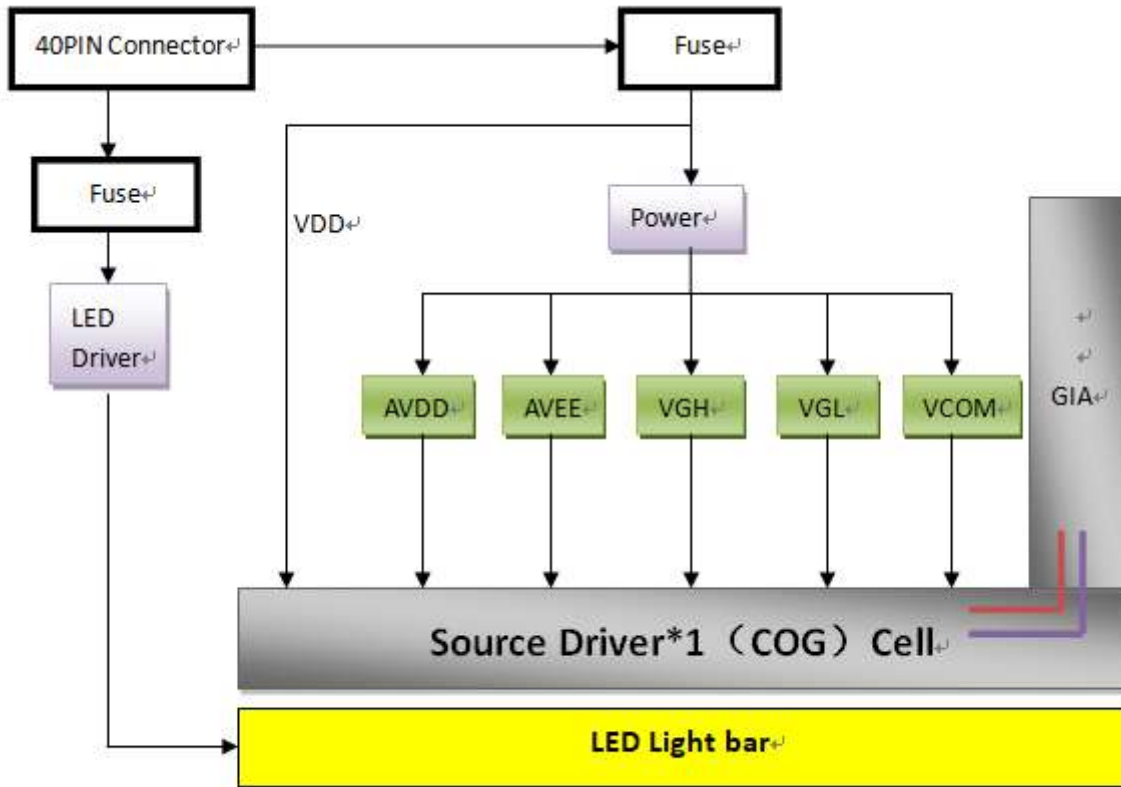 40PIN Connector↵
Fuse↵
Fuse↵
VDD↵
Power↵
LED
Driver↵
AVDD↵
AVEE↵
VGH↵
VGL↵
VCOM↵
↵
↵
GIA↵
Source Driver*1（COG）Cell↵
LED Light bar↵